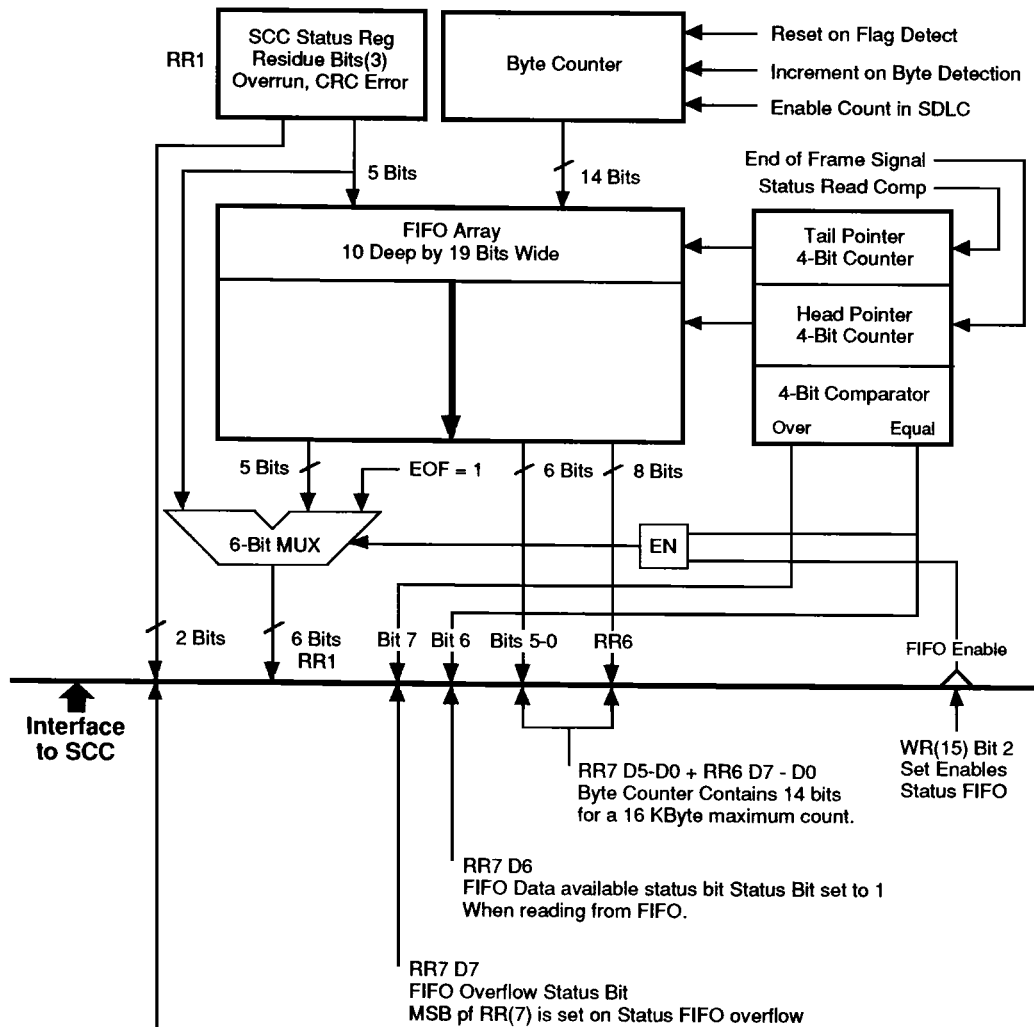 RR1
SCC Status Reg
Residue Bits(3)
Overrun, CRC Error
Byte Counter
Reset on Flag Detect
Increment on Byte Detection
Enable Count in SDLC
5 Bits
14 Bits
End of Frame Signal
Status Read Comp
FIFO Array
10 Deep by 19 Bits Wide
Tail Pointer
4-Bit Counter
Head Pointer
4-Bit Counter
4-Bit Comparator
Over
Equal
5 Bits
EOF = 1
6 Bits
8 Bits
6-Bit MUX
EN
2 Bits
6 Bits
RR1
Bit 7
Bit 6
Bits 5-0
RR6
FIFO Enable
Interface
to SCC
WR(15) Bit 2
Set Enables
Status FIFO
RR7 D5-D0 + RR6 D7 - D0
Byte Counter Contains 14 bits
for a 16 KByte maximum count.
RR7 D6
FIFO Data available status bit Status Bit set to 1
When reading from FIFO.
RR7 D7
FIFO Overflow Status Bit
MSB pf RR(7) is set on Status FIFO overflow